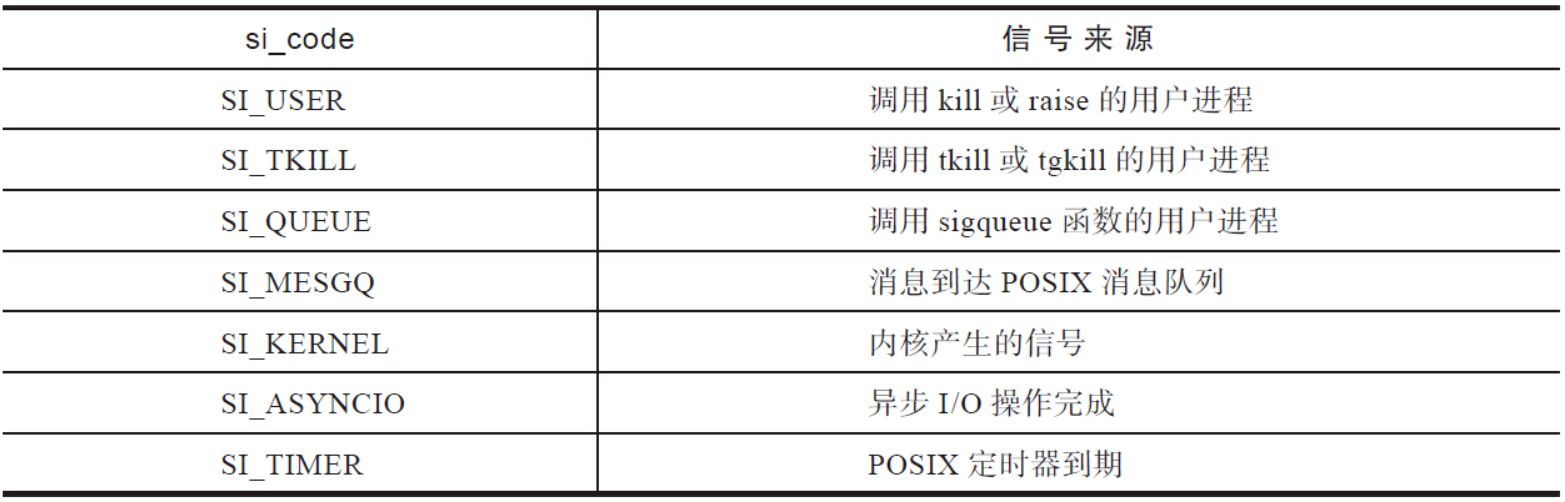 si_code 信号来源
SI_USER 调用 kill 或 raise 的用户进程
SI_TKILL 调用 tkill 或 tgkill 的用户进程
SI_QUEUE 调用 sigqueue 函数的用户进程
SI_MESGQ 消息到达 POSIX 消息队列
SI_KERNEL 内核产生的信号
SI_ASYNCIO 异步 I/O 操作完成
SI_TIMER POSIX 定时器到期